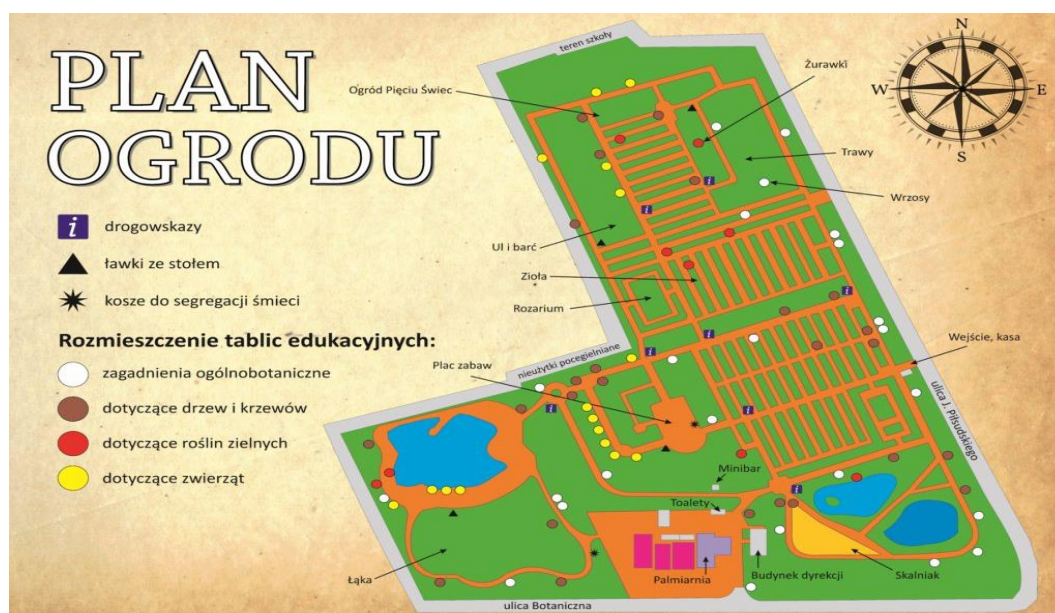 PLAN
OGRODU
i drogowskazy
ławki ze stołem
kosze do segregacji śmieci
Rozmieszczenie tablic edukacyjnych:
zagadnienia ogólnobotaniczne
dotyczące drzew i krzewów
dotyczące roślin zielnych
dotyczące zwierząt
teren szkoły
Ogród Pięciu Świec
Żurawki
N
W
E
S
Trawy
Wrzosy
Ul i barć
Zioła
Rozarium
nieużytki pocegielniane
Plac zabaw
Wejście, kasa
ulica J. Piłsudskiego
Minibar
Toalety
Łąka
Palmiarnia
Budynek dyrekcji
Skalniak
ulica Botaniczna
i
i
i
i
i
i
i
i